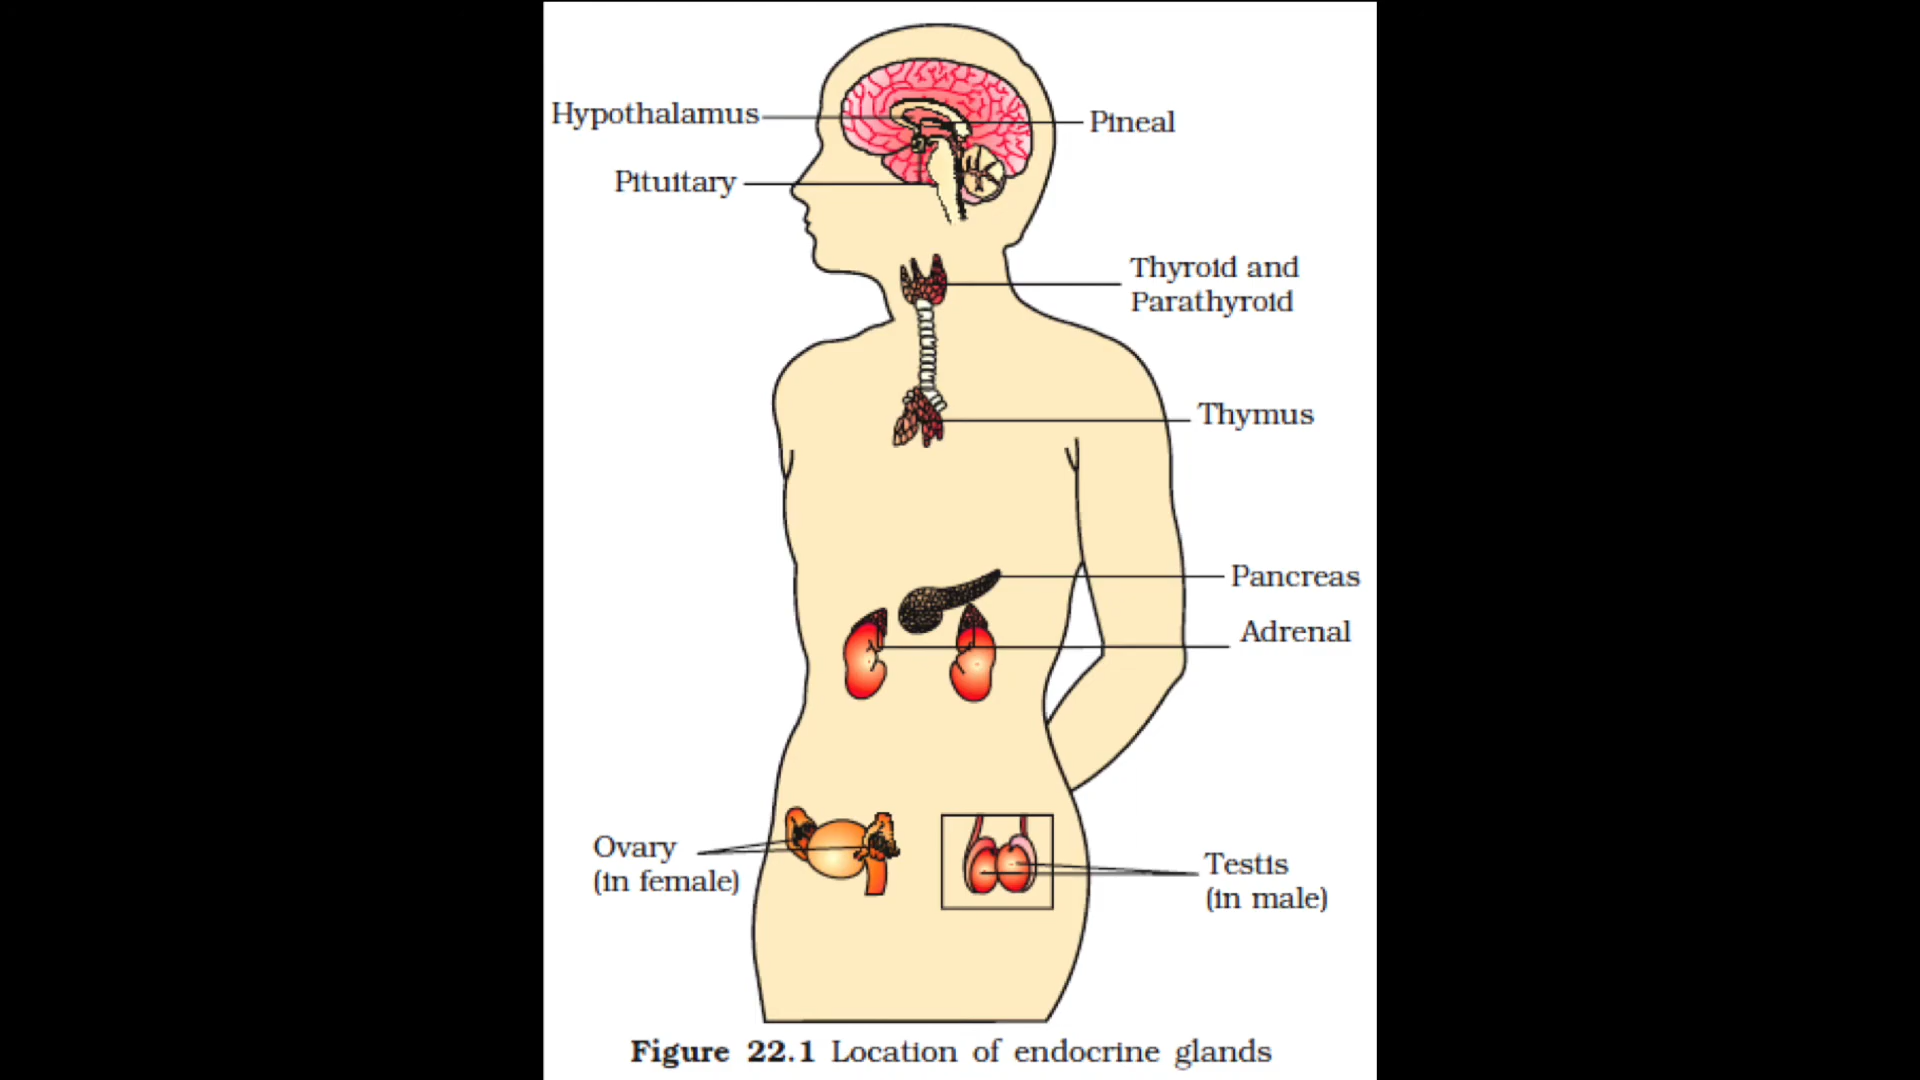 Hypothalamus
Pineal
Pituitary
Thyroid and
Parathyroid
Thymus
Pancreas
Adrenal
Ovary
(in female)
Testis
(in male)
Figure 22.1 Location of endocrine glands